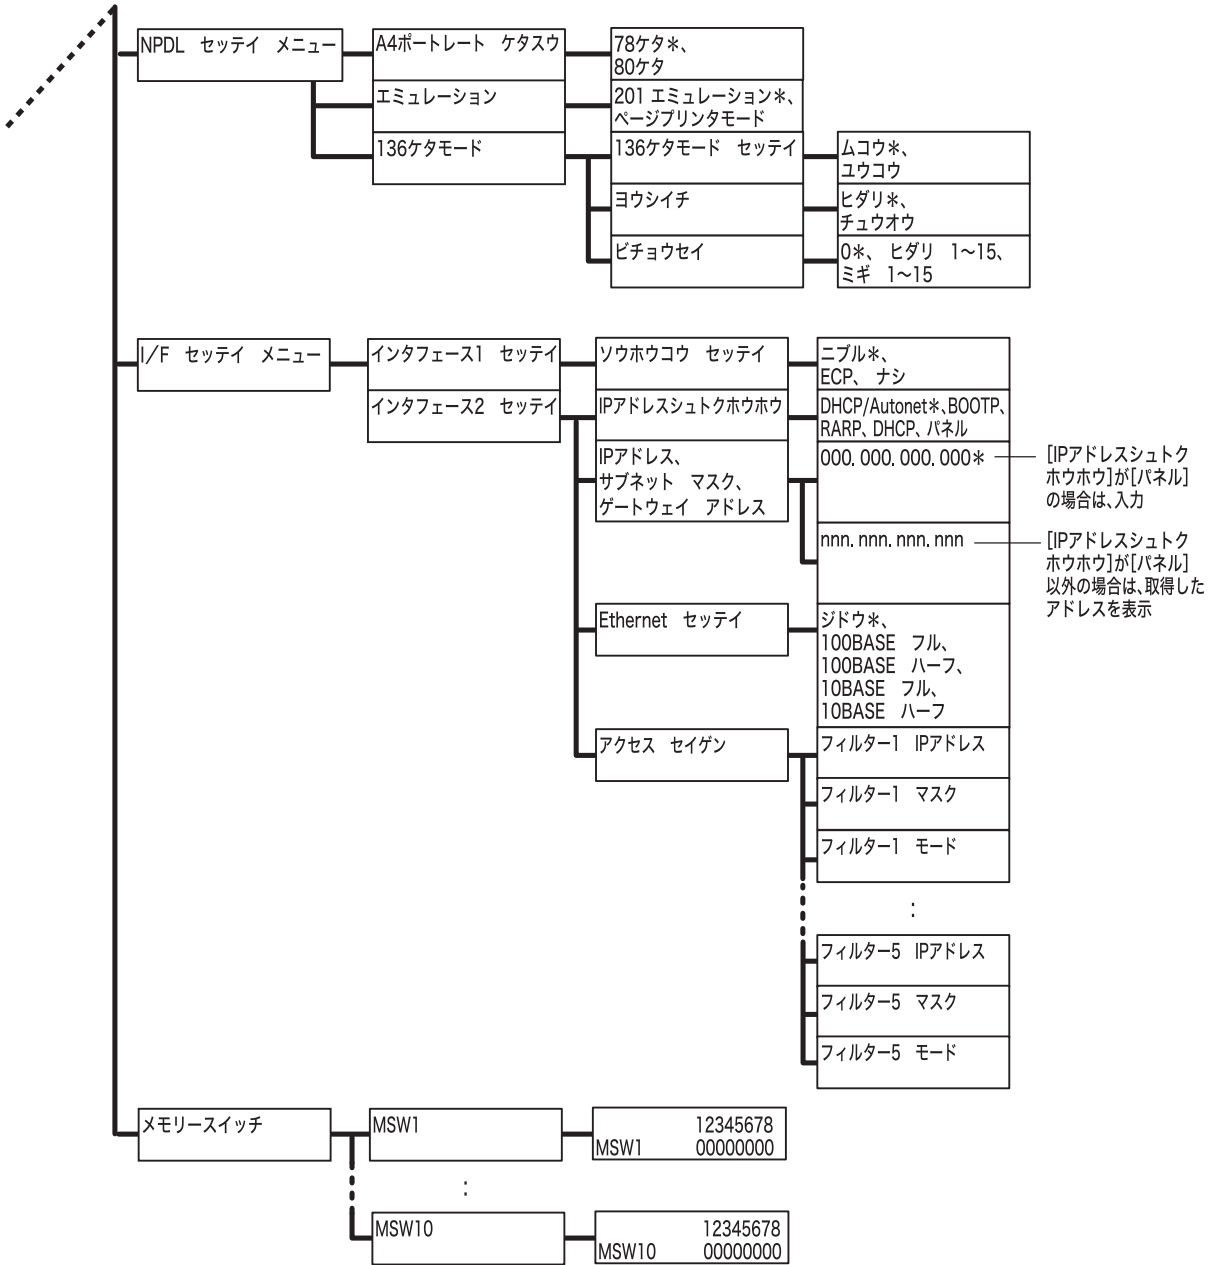 NPDL セッテイ メニュー
A4ポートレート ケタスウ
78ケタ＊、
80ケタ
エミュレーション
201 エミュレーション＊、
ページプリンタモード
136ケタモード
136ケタモード セッテイ
ムコウ＊、
ユウコウ
ヨウシイチ
ヒダリ＊、
チュウオウ
ビチョウセイ
0＊、 ヒダリ 1〜15、
ミギ 1〜15
I/F セッテイ メニュー
インタフェース1 セッテイ
ソウホウコウ セッテイ
ニブル＊、
ECP、 ナシ
インタフェース2 セッテイ
IPアドレスシュトクホウホウ
DHCP/Autonet＊、BOOTP、
RARP、DHCP、パネル
IPアドレス、
サブネット マスク、
ゲートウェイ アドレス
000. 000. 000. 000＊
[IPアドレスシュトク
ホウホウ]が[パネル]
の場合は、入力
nnn. nnn. nnn. nnn
[IPアドレスシュトク
ホウホウ]が[パネル]
以外の場合は、取得した
アドレスを表示
Ethernet セッテイ
ジドウ＊、
100BASE フル、
100BASE ハーフ、
10BASE フル、
10BASE ハーフ
アクセス セイゲン
フィルター1 IPアドレス
フィルター1 マスク
フィルター1 モード
:
フィルター5 IPアドレス
フィルター5 マスク
フィルター5 モード
メモリースイッチ
MSW1
12345678
MSW1 00000000
:
MSW10
12345678
MSW10 00000000